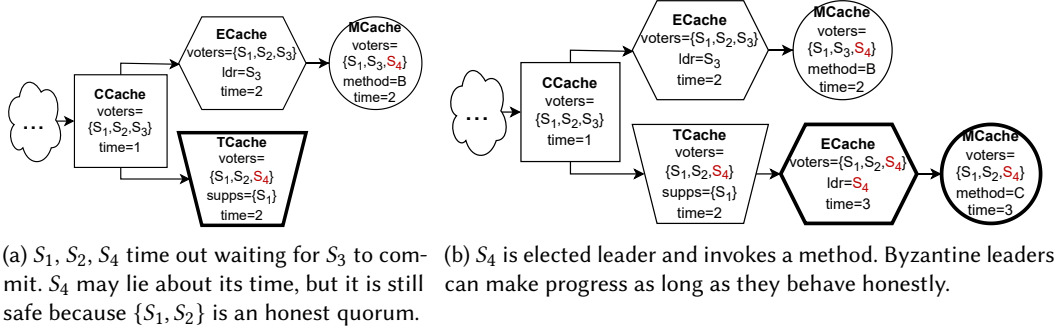 ...
CCache
voters=
{S₁,S₂,S₃}
time=1
ECache
voters={S₁,S₂,S₃}
ldr=S₃
time=2
MCache
voters=
{S₁,S₃,S₄}
method=B
time=2
TCache
voters=
{S₁,S₂,S₄}
supps={S₁}
time=2
(a) S₁, S₂, S₄ time out waiting for S₃ to com-
mit. S₄ may lie about its time, but it is still
safe because {S₁, S₂} is an honest quorum.
...
CCache
voters=
{S₁,S₂,S₃}
time=1
ECache
voters={S₁,S₂,S₃}
ldr=S₃
time=2
MCache
voters=
{S₁,S₃,S₄}
method=B
time=2
TCache
voters=
{S₁,S₂,S₄}
supps={S₁}
time=2
ECache
voters={S₁,S₂,S₄}
ldr=S₄
time=3
MCache
voters=
{S₁,S₂,S₄}
method=C
time=3
(b) S₄ is elected leader and invokes a method. Byzantine leaders
can make progress as long as they behave honestly.